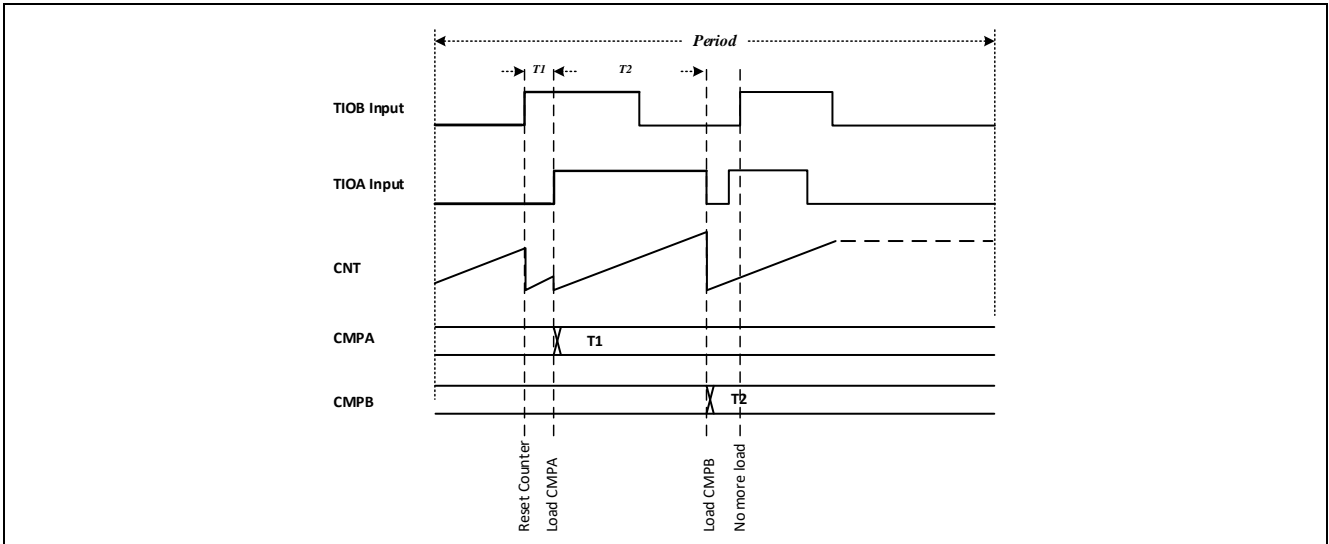 Period
T1
T2
TIOB Input
TIOA Input
CNT
CMPA
T1
CMPB
T2
Reset Counter
Load CMPA
Load CMPB
No more load